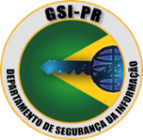 GSI-PR
DEPARTAMENTO DE SEGURANÇA DA INFORMAÇÃO